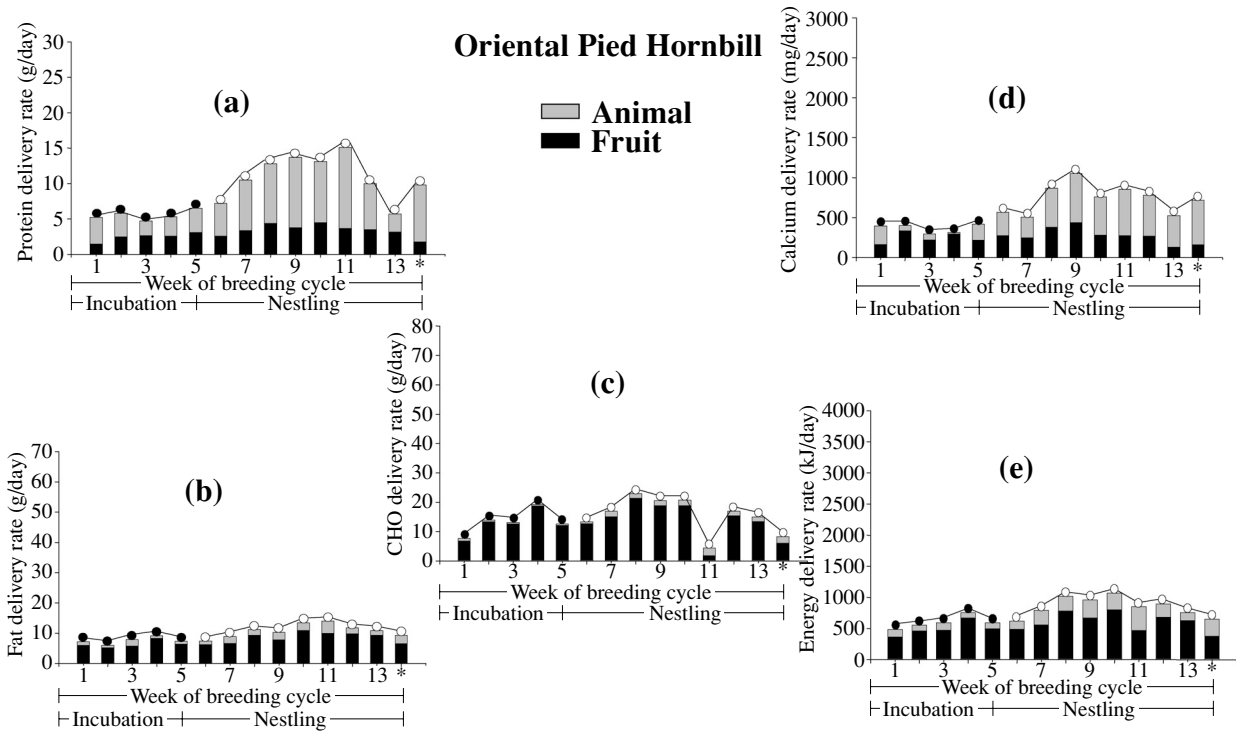 Oriental Pied Hornbill
Animal
Fruit
(a)
Protein delivery rate (g/day)
30
25
20
15
10
5
0
1 3 5 7 9 11 13 *
Week of breeding cycle
Incubation Nestling
(d)
Calcium delivery rate (mg/day)
3000
2500
2000
1500
1000
500
0
1 3 5 7 9 11 13 *
Week of breeding cycle
Incubation Nestling
(c)
CHO delivery rate (g/day)
80
70
60
50
40
30
20
10
0
1 3 5 7 9 11 13 *
Week of breeding cycle
Incubation Nestling
(b)
Fat delivery rate (g/day)
70
60
50
40
30
20
10
0
1 3 5 7 9 11 13 *
Week of breeding cycle
Incubation Nestling
(e)
Energy delivery rate (kJ/day)
4000
3500
3000
2500
2000
1500
1000
500
0
1 3 5 7 9 11 13 *
Week of breeding cycle
Incubation Nestling